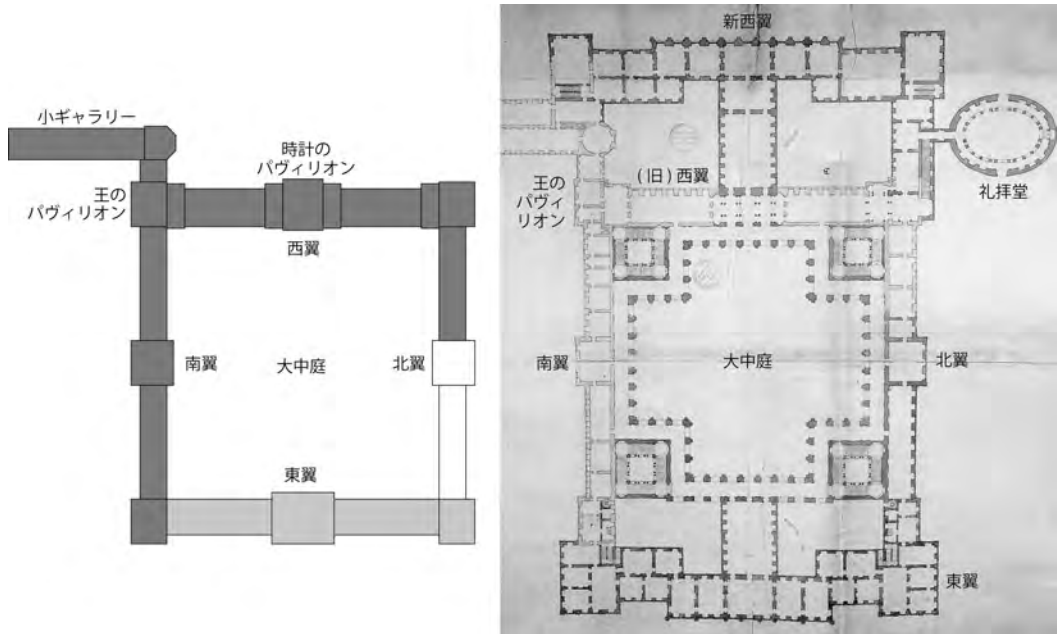 小ギャラリー
時計の
パヴィリオン
王の
パヴィリオン
西翼
南翼
大中庭
北翼
東翼
新西翼
(旧)西翼
王の
パヴィ
リオン
礼拝堂
南翼
大中庭
北翼
東翼